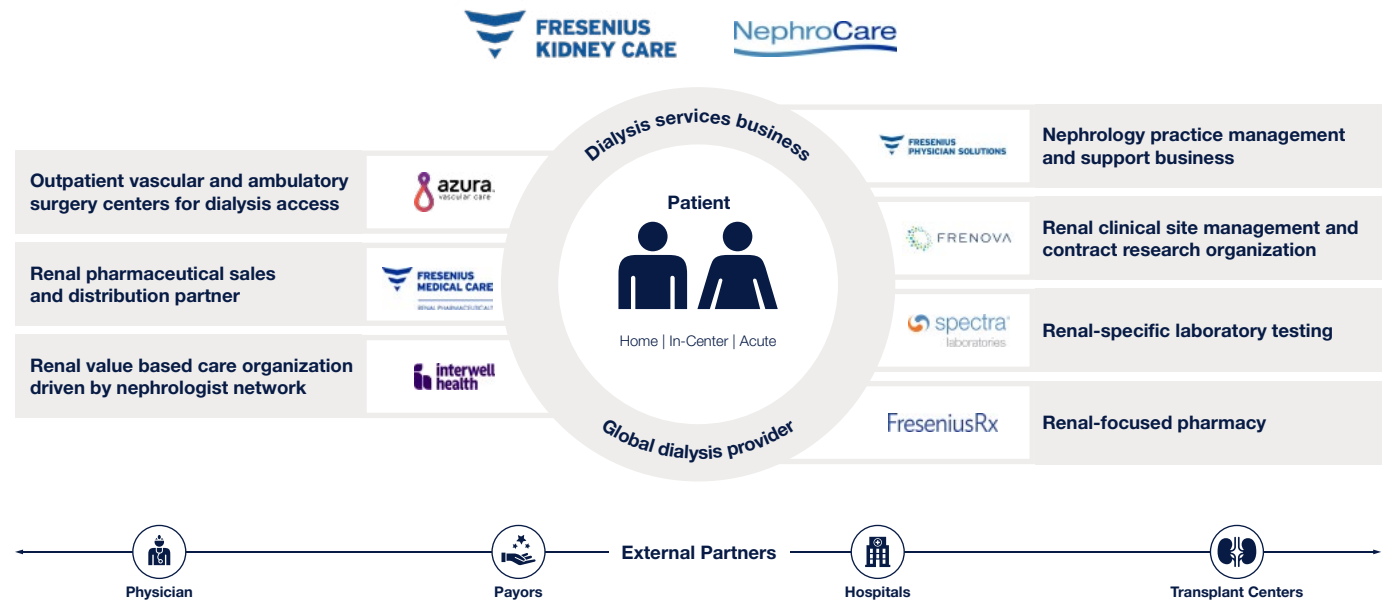 FRESENIUS
KIDNEY CARE
NephroCare
Dialysis services business
Patient
Home | In-Center | Acute
Global dialysis provider
Outpatient vascular and ambulatory
surgery centers for dialysis access
azura
vascular care
Renal pharmaceutical sales
and distribution partner
FRESENIUS
MEDICAL CARE
Renal value based care organization
driven by nephrologist network
interwell
health
FRESENIUS
PHYSICIAN SOLUTIONS
Nephrology practice management
and support business
FRENOVA
Renal clinical site management and
contract research organization
spectra
laboratories
Renal-specific laboratory testing
FreseniusRx
Renal-focused pharmacy
External Partners
Physician
Payors
Hospitals
Transplant Centers